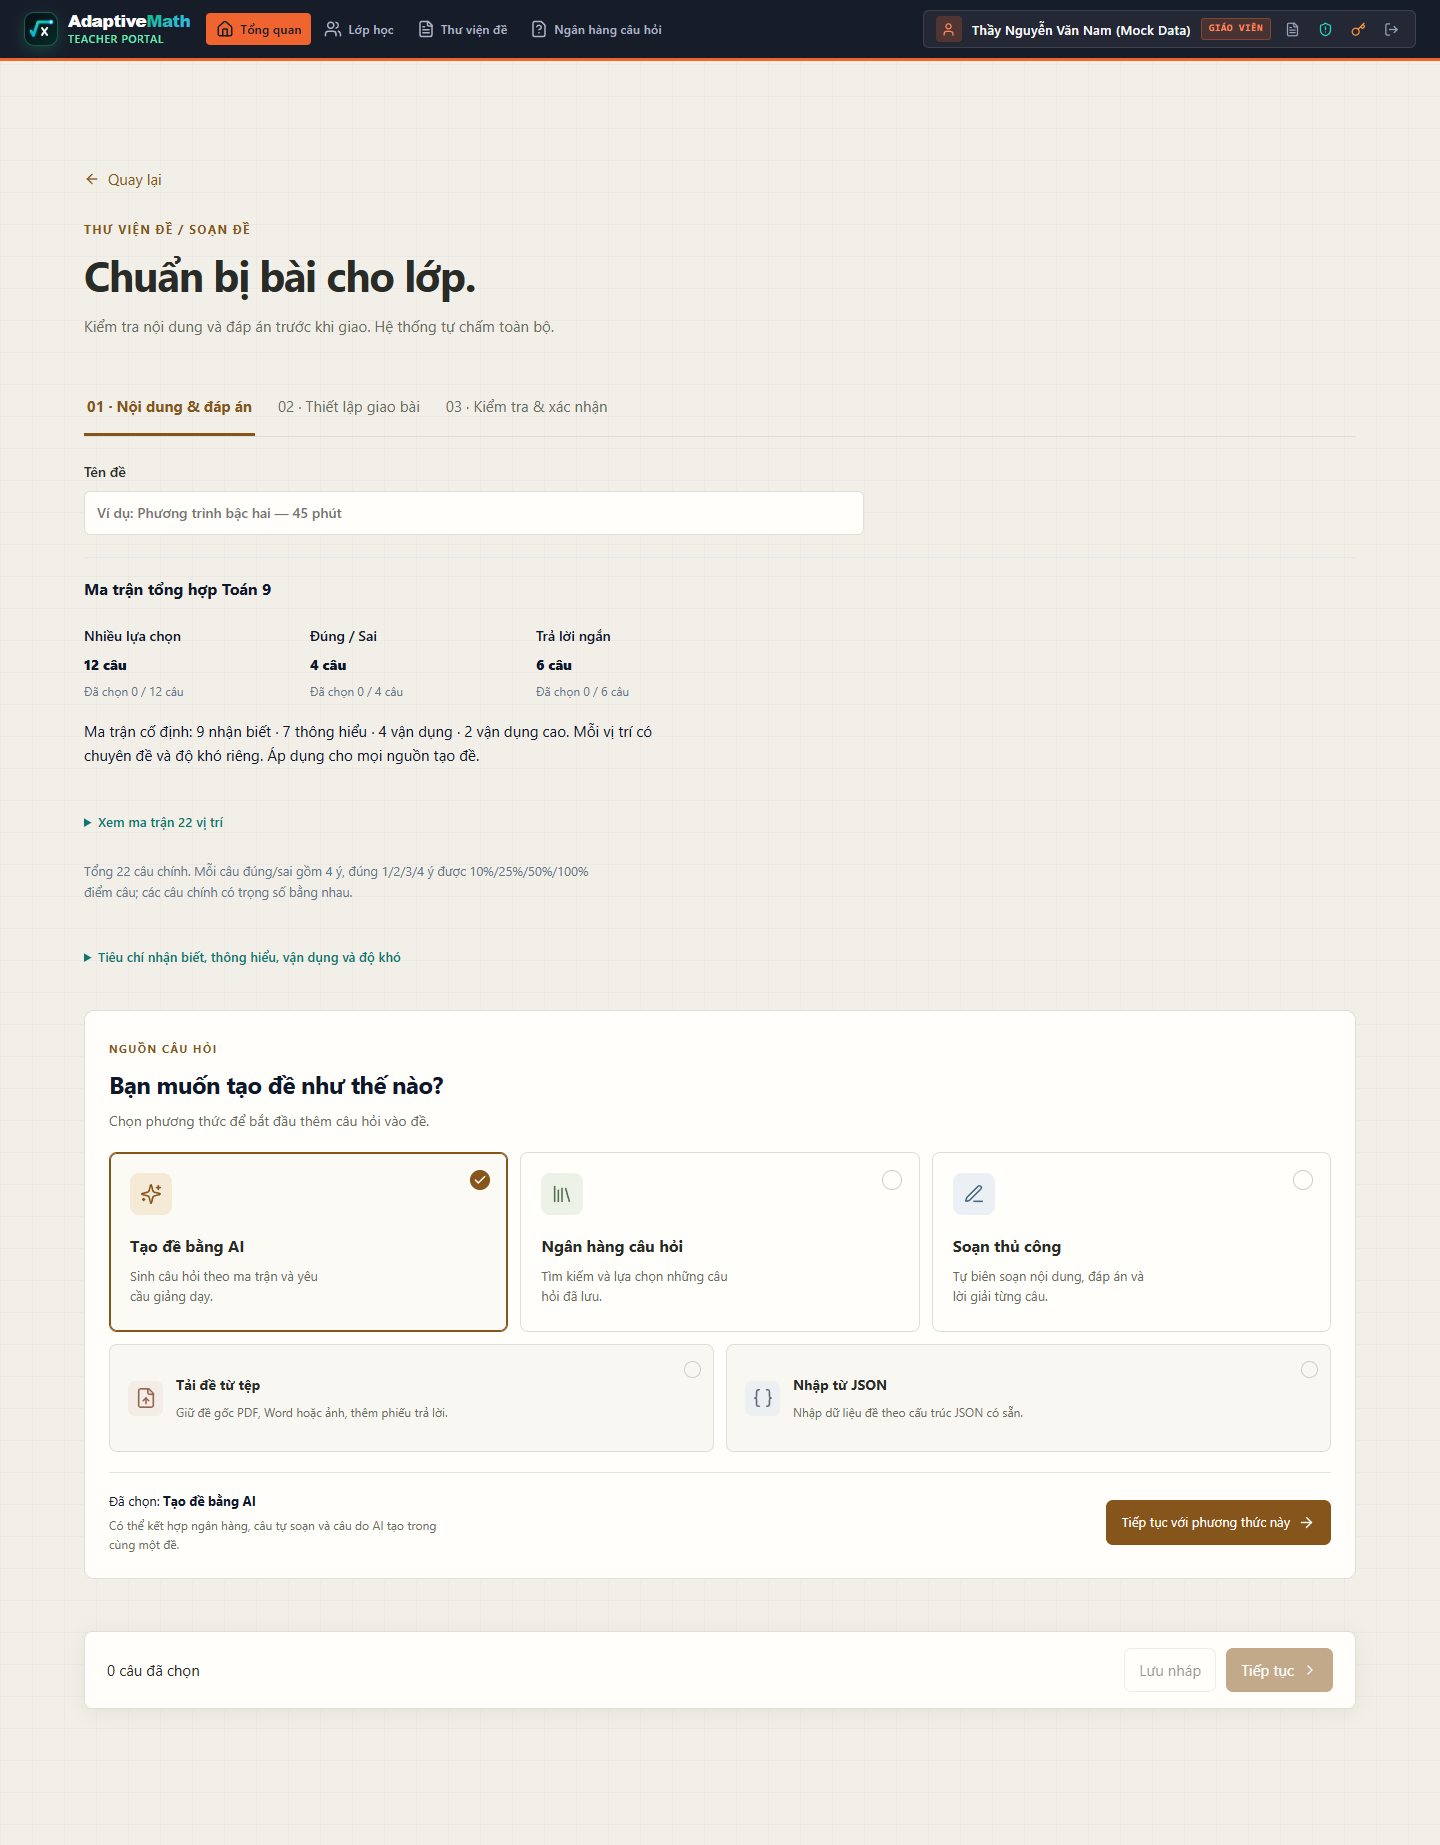 AdaptiveMath
TEACHER PORTAL
Tổng quan
Lớp học
Thư viện đề
Ngân hàng câu hỏi
Thầy Nguyễn Văn Nam (Mock Data)
GIÁO VIÊN
Quay lại
THƯ VIỆN ĐỀ / SOẠN ĐỀ
Chuẩn bị bài cho lớp.
Kiểm tra nội dung và đáp án trước khi giao. Hệ thống tự chấm toàn bộ.
01 · Nội dung & đáp án
02 · Thiết lập giao bài
03 · Kiểm tra & xác nhận
Tên đề
Ví dụ: Phương trình bậc hai — 45 phút
Ma trận tổng hợp Toán 9
Nhiều lựa chọn
12 câu
Đã chọn 0 / 12 câu
Đúng / Sai
4 câu
Đã chọn 0 / 4 câu
Trả lời ngắn
6 câu
Đã chọn 0 / 6 câu
Ma trận cố định: 9 nhận biết · 7 thông hiểu · 4 vận dụng · 2 vận dụng cao. Mỗi vị trí có
chuyên đề và độ khó riêng. Áp dụng cho mọi nguồn tạo đề.
Xem ma trận 22 vị trí
Tổng 22 câu chính. Mỗi câu đúng/sai gồm 4 ý, đúng 1/2/3/4 ý được 10%/25%/50%/100%
điểm câu; các câu chính có trọng số bằng nhau.
Tiêu chí nhận biết, thông hiểu, vận dụng và độ khó
NGUỒN CÂU HỎI
Bạn muốn tạo đề như thế nào?
Chọn phương thức để bắt đầu thêm câu hỏi vào đề.
Tạo đề bằng AI
Sinh câu hỏi theo ma trận và yêu
cầu giảng dạy.
Ngân hàng câu hỏi
Tìm kiếm và lựa chọn những câu
hỏi đã lưu.
Soạn thủ công
Tự biên soạn nội dung, đáp án và
lời giải từng câu.
Tải đề từ tệp
Giữ đề gốc PDF, Word hoặc ảnh, thêm phiếu trả lời.
{ }
Nhập từ JSON
Nhập dữ liệu đề theo cấu trúc JSON có sẵn.
Đã chọn: Tạo đề bằng AI
Có thể kết hợp ngân hàng, câu tự soạn và câu do AI tạo trong
cùng một đề.
Tiếp tục với phương thức này
0 câu đã chọn
Lưu nháp
Tiếp tục